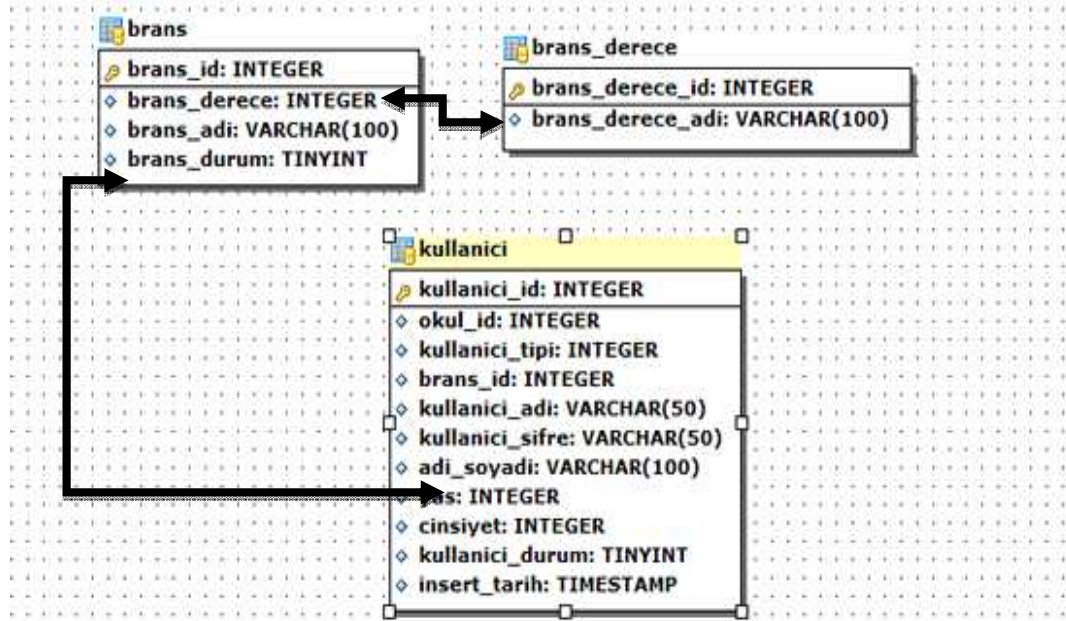 brans
brans_id: INTEGER
brans_derece: INTEGER
brans_adi: VARCHAR(100)
brans_durum: TINYINT
brans_derece
brans_derece_id: INTEGER
brans_derece_adi: VARCHAR(100)
kullanici
kullanici_id: INTEGER
okul_id: INTEGER
kullanici_tipi: INTEGER
brans_id: INTEGER
kullanici_adi: VARCHAR(50)
kullanici_sifre: VARCHAR(50)
adi_soyadi: VARCHAR(100)
INTEGER
cinsiyet: INTEGER
kullanici_durum: TINYINT
insert_tarih: TIMESTAMP